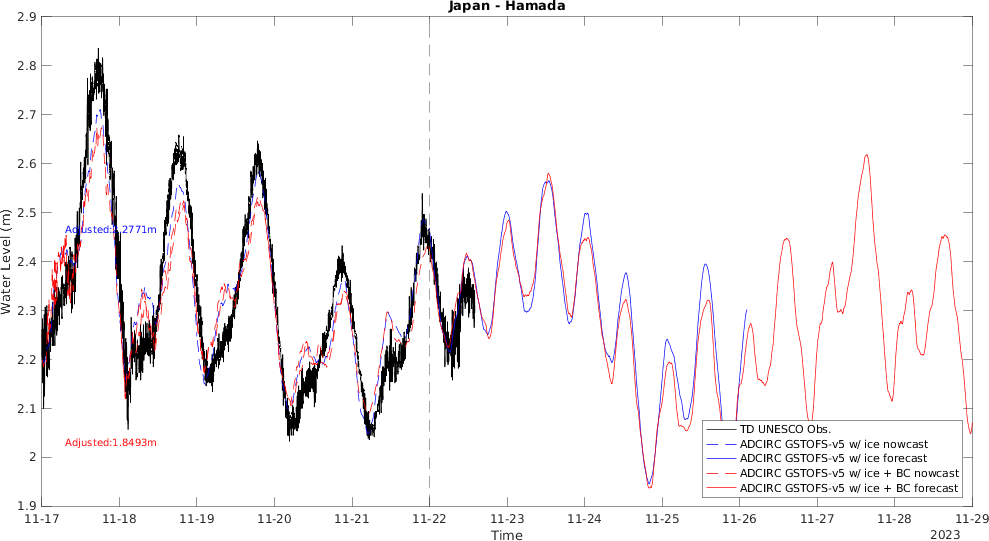 Japan - Hamada
2.9
2.8
2.7
2.6
2.5
2.4
2.3
2.2
2.1
2
1.9
Water Level (m)
Adjusted:2.2771m
Adjusted:1.8493m
TD UNESCO Obs.
ADCIRC GSTOFS-v5 w/ ice nowcast
ADCIRC GSTOFS-v5 w/ ice forecast
ADCIRC GSTOFS-v5 w/ ice + BC nowcast
ADCIRC GSTOFS-v5 w/ ice + BC forecast
11-17 11-18 11-19 11-20 11-21 11-22 11-23 11-24 11-25 11-26 11-27 11-28 11-29
Time
2023